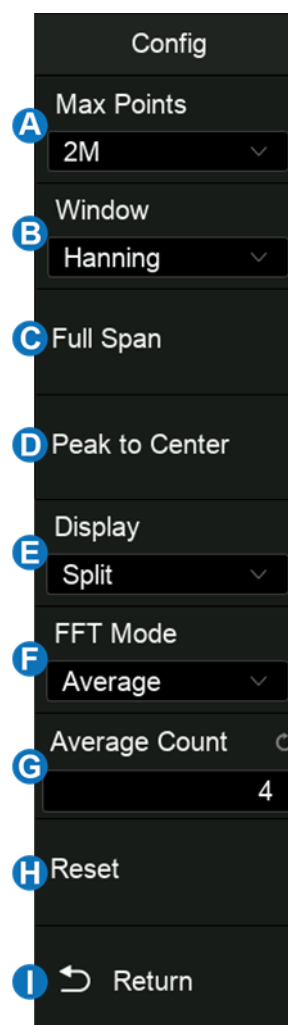 Config
A
Max Points
2M
B
Window
Hanning
C Full Span
D Peak to Center
E
Display
Split
F
FFT Mode
Average
G
Average Count
4
H Reset
I Return